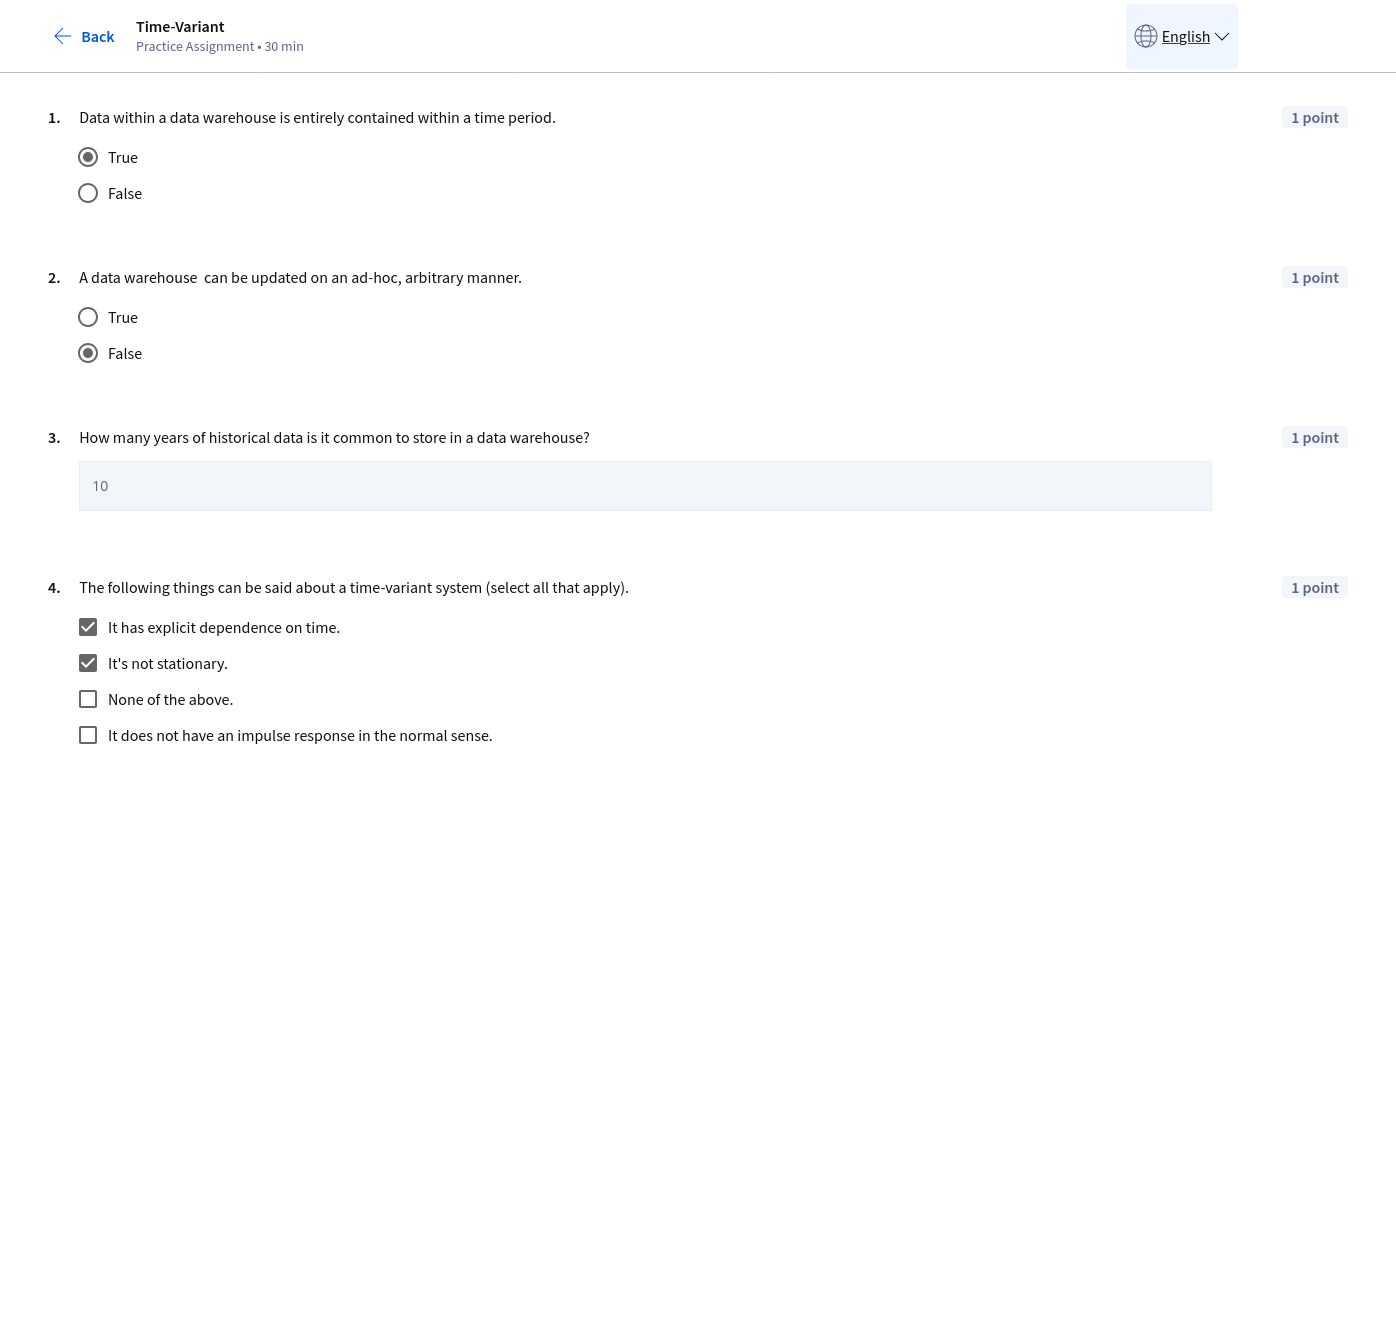 Back
Time-Variant
Practice Assignment • 30 min
English
1. Data within a data warehouse is entirely contained within a time period. 1 point
True
False
2. A data warehouse  can be updated on an ad-hoc, arbitrary manner. 1 point
True
False
3. How many years of historical data is it common to store in a data warehouse? 1 point
10
4. The following things can be said about a time-variant system (select all that apply). 1 point
It has explicit dependence on time.
It's not stationary.
None of the above.
It does not have an impulse response in the normal sense.